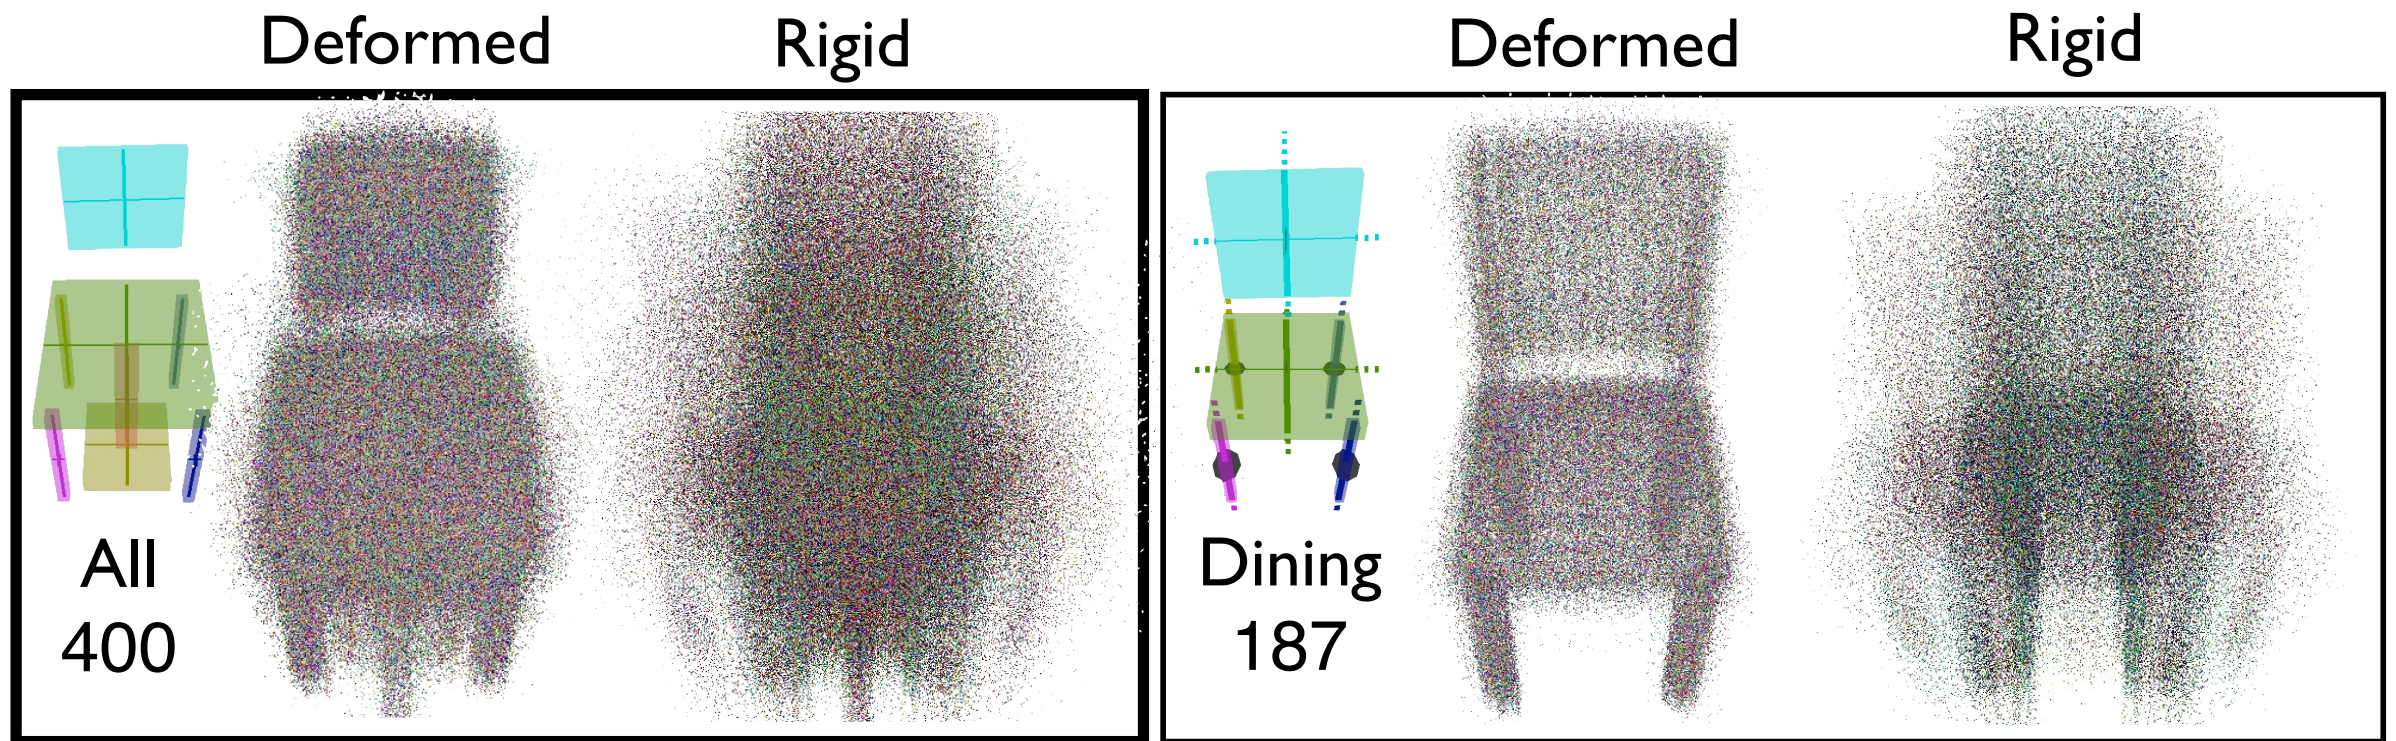 Deformed Rigid Deformed Rigid
All
400
Dining
187